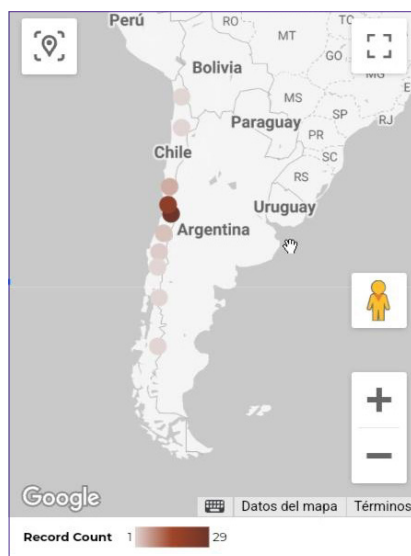 Perú
RO
TO
MT
Bolivia
GO
MG
MS
Paraguay
SP
RJ
PR
Chile
SC
RS
Uruguay
Argentina
Google
Datos del mapa
Términos
Record Count 1 29